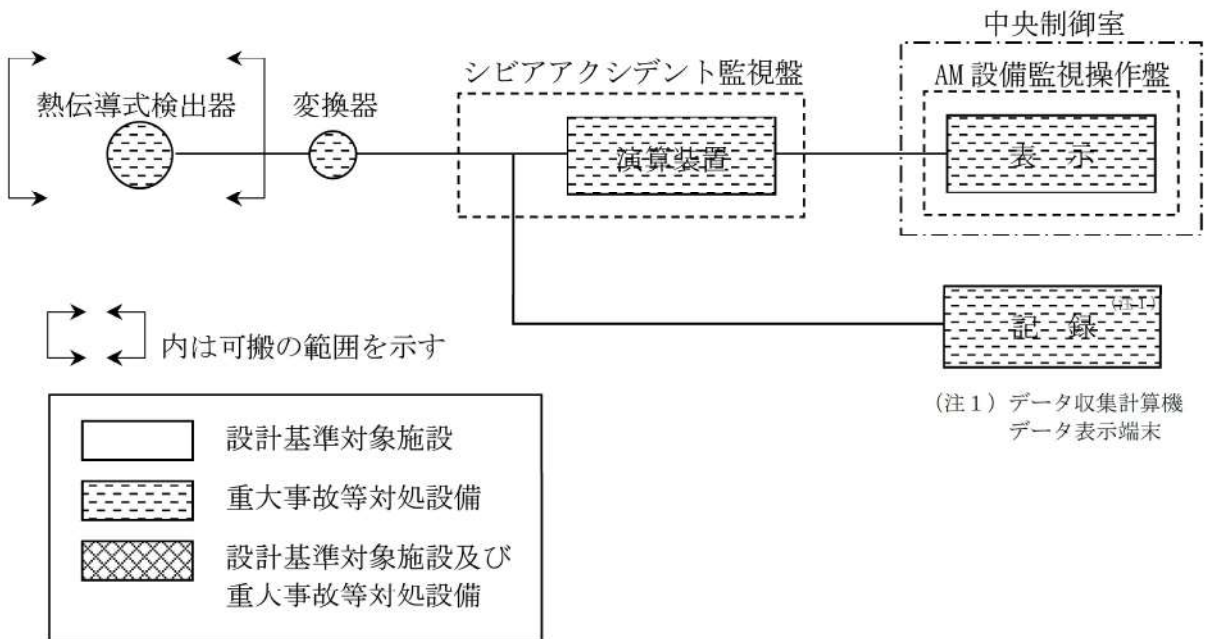 中央制御室
シビアアクシデント監視盤
AM 設備監視操作盤
熱伝導式検出器
変換器
演算装置
表 示
記 録
(注1)
内は可搬の範囲を示す
(注1) データ収集計算機
データ表示端末
設計基準対象施設
重大事故等対処設備
設計基準対象施設及び
重大事故等対処設備